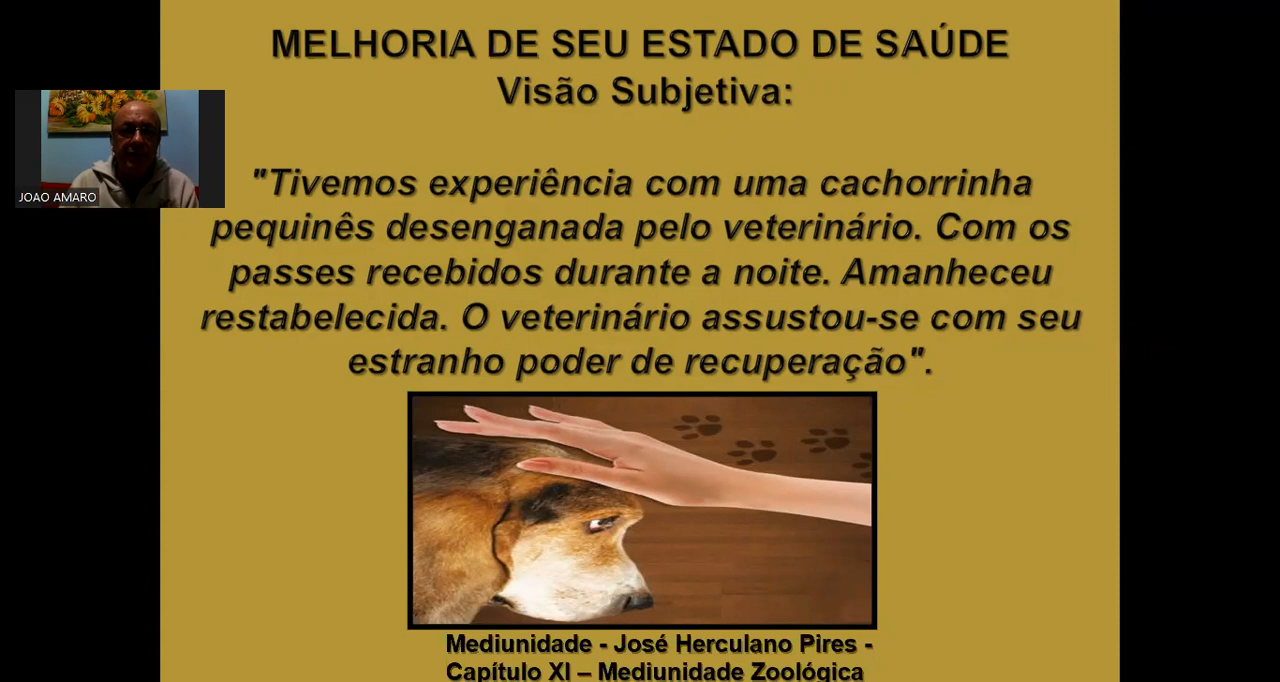 MELHORIA DE SEU ESTADO DE SAÚDE
Visão Subjetiva:
JOAO AMARO
"Tivemos experiência com uma cachorrinha
pequinês desenganada pelo veterinário. Com os
passes recebidos durante a noite. Amanheceu
restabelecida. O veterinário assustou-se com seu
estranho poder de recuperação".
Mediunidade - José Herculano Pires -
Capítulo XI – Mediunidade Zoológica